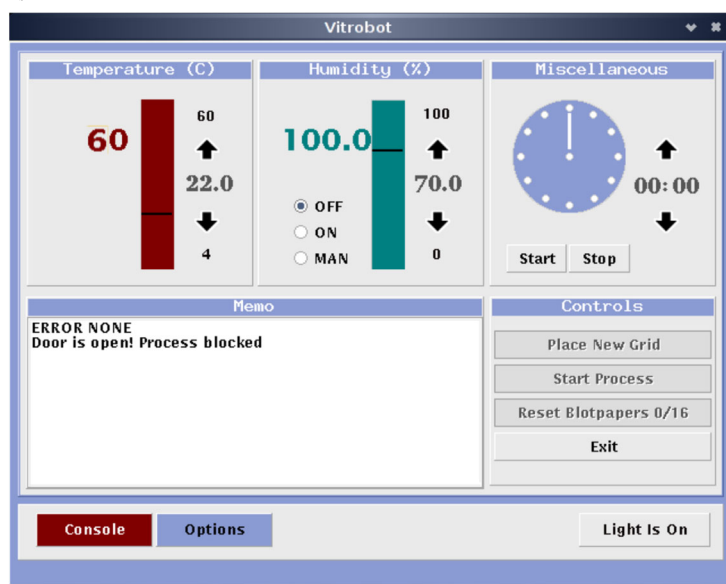 Vitrobot
Temperature (C)
60
60
22.0
4
Humidity (%)
100.0
100
70.0
0
OFF
ON
MAN
Miscellaneous
00:00
Start Stop
Memo
ERROR NONE
Door is open! Process blocked
Controls
Place New Grid
Start Process
Reset Blotpapers 0/16
Exit
Console Options
Light Is On